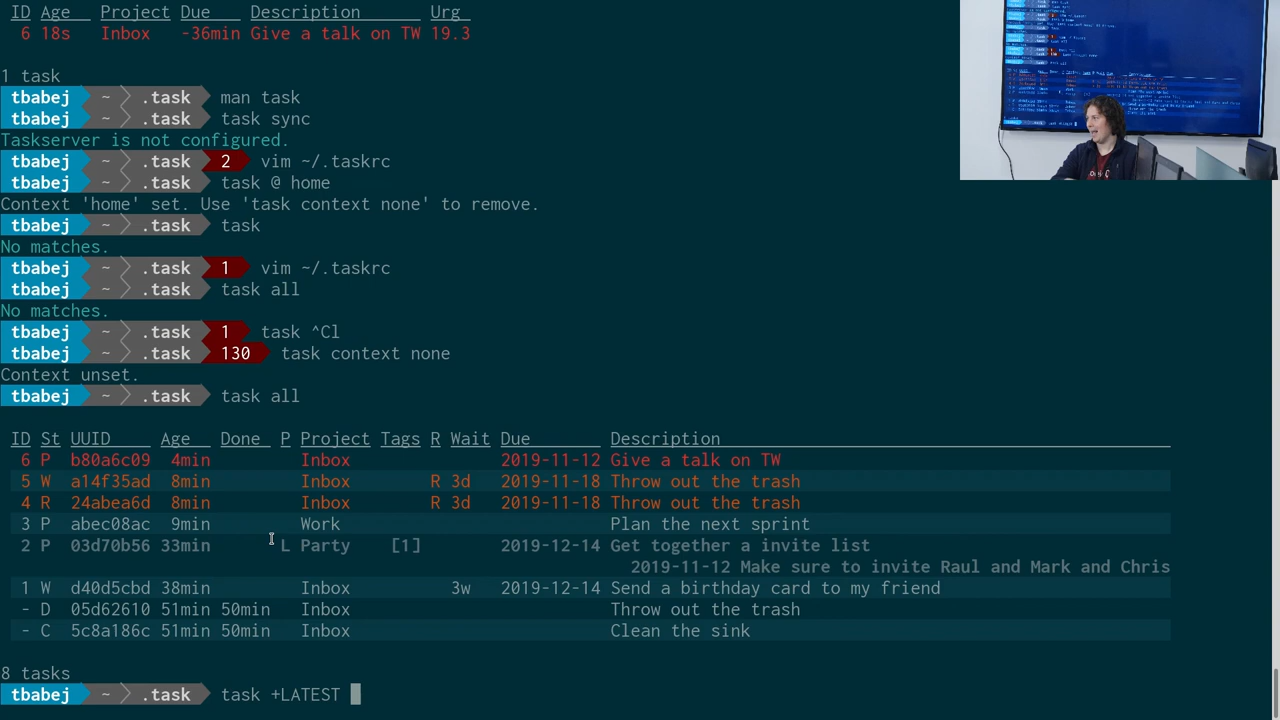 ID Age Project Due Description Urg
6 18s Inbox -36min Give a talk on TW 19.3
1 task
tbabej ~ .task man task
tbabej ~ .task task sync
Taskserver is not configured.
tbabej ~ .task 2 vim ~/.taskrc
tbabej ~ .task task @ home
Context 'home' set. Use 'task context none' to remove.
tbabej ~ .task task
No matches.
tbabej ~ .task 1 vim ~/.taskrc
tbabej ~ .task task all
No matches.
tbabej ~ .task 1 task ^Cl
tbabej ~ .task 130 task context none
Context unset.
tbabej ~ .task task all
ID St UUID Age Done P Project Tags R Wait Due Description
6 P b80a6c09 4min Inbox 2019-11-12 Give a talk on TW
5 W a14f35ad 8min Inbox R 3d 2019-11-18 Throw out the trash
4 R 24abea6d 8min Inbox R 3d 2019-11-18 Throw out the trash
3 P abec08ac 9min Work Plan the next sprint
2 P 03d70b56 33min L Party [1] 2019-12-14 Get together a invite list
2019-11-12 Make sure to invite Raul and Mark and Chris
1 W d40d5cbd 38min Inbox 3w 2019-12-14 Send a birthday card to my friend
- D 05d62610 51min 50min Inbox Throw out the trash
- C 5c8a186c 51min 50min Inbox Clean the sink
8 tasks
tbabej ~ .task task +LATEST